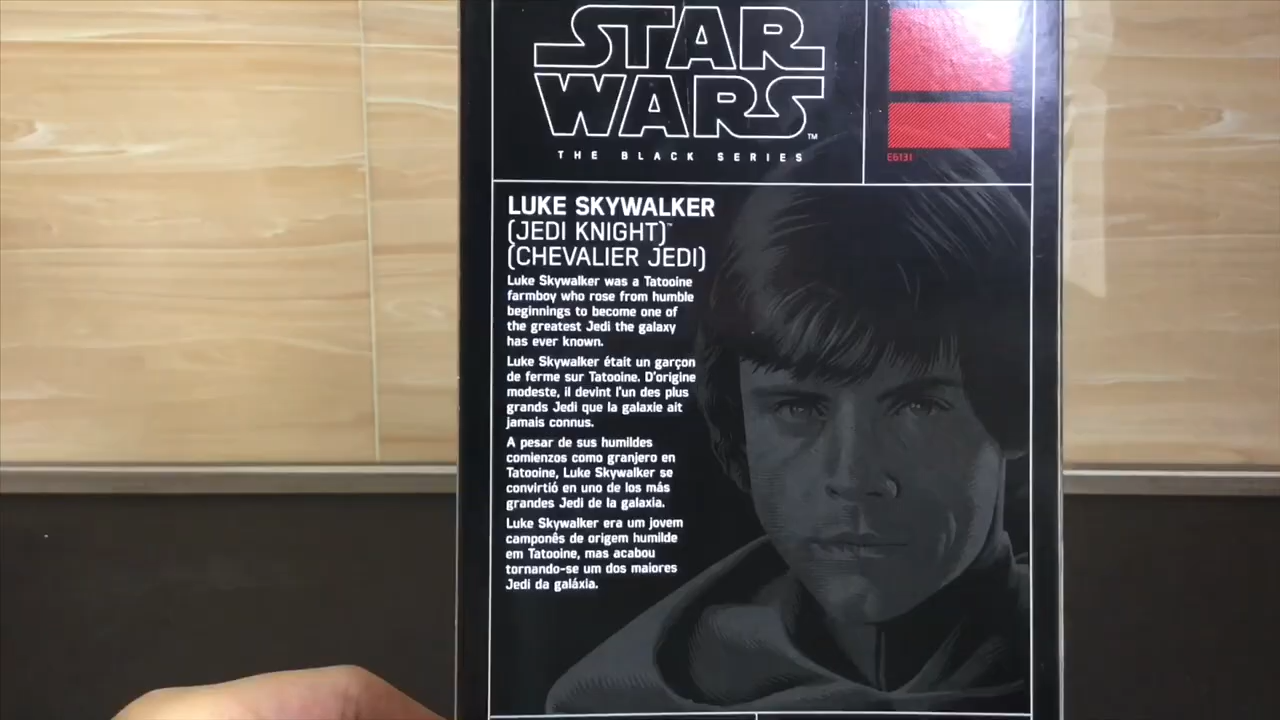 STAR
WARS™
THE BLACK SERIES
E6131
LUKE SKYWALKER
(JEDI KNIGHT)™
(CHEVALIER JEDI)
Luke Skywalker was a Tatooine
farmboy who rose from humble
beginnings to become one of
the greatest Jedi the galaxy
has ever known.
Luke Skywalker était un garçon
de ferme sur Tatooine. D'origine
modeste, il devint l'un des plus
grands Jedi que la galaxie ait
jamais connus.
A pesar de sus humildes
comienzos como granjero en
Tatooine, Luke Skywalker se
convirtió en uno de los más
grandes Jedi de la galaxia.
Luke Skywalker era um jovem
camponês de origem humilde
em Tatooine, mas acabou
tornando-se um dos maiores
Jedi da galáxia.